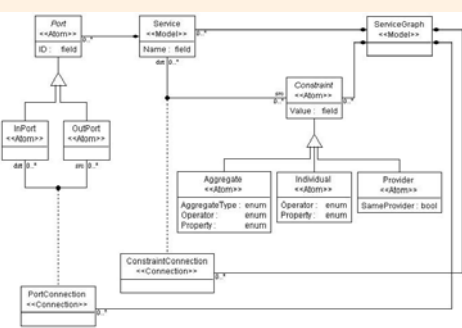 Port
<<Atom>>
ID : field
0..*
Service
<<Model>>
Name : field
dst 0..*
0..*
ServiceGraph
<<Model>>
Constraint
<<Atom>>
Value : field
src
0..*
0..*
InPort
<<Atom>>
dst 0..*
OutPort
<<Atom>>
src 0..*
Aggregate
<<Atom>>
AggregateType : enum
Operator : enum
Property : enum
Individual
<<Atom>>
Operator : enum
Property : enum
Provider
<<Atom>>
SameProvider : bool
ConstraintConnection
<<Connection>>
0..*
PortConnection
<<Connection>>
0..*